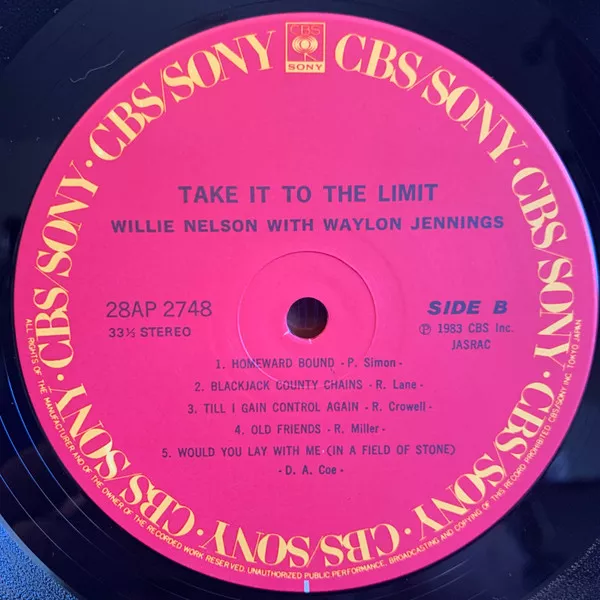 CBS
SONY
CBS/SONY · CBS/SONY · CBS/SONY · CBS/SONY · CBS/SONY · CBS/SONY · CBS/SONY · CBS/SONY
TAKE IT TO THE LIMIT
WILLIE NELSON WITH WAYLON JENNINGS
28AP 2748
33⅓ STEREO
SIDE B
Ⓟ 1983 CBS Inc.
JASRAC
1. HOMEWARD BOUND - P. Simon -
2. BLACKJACK COUNTY CHAINS - R. Lane -
3. TILL I GAIN CONTROL AGAIN - R. Crowell -
4. OLD FRIENDS - R. Miller -
5. WOULD YOU LAY WITH ME (IN A FIELD OF STONE)
- D. A. Coe -
ALL RIGHTS OF THE MANUFACTURER AND OF THE OWNER OF THE RECORDED WORK RESERVED. UNAUTHORIZED PUBLIC PERFORMANCE, BROADCASTING AND COPYING OF THIS RECORD PROHIBITED. CBS/SONY INC. TOKYO JAPAN